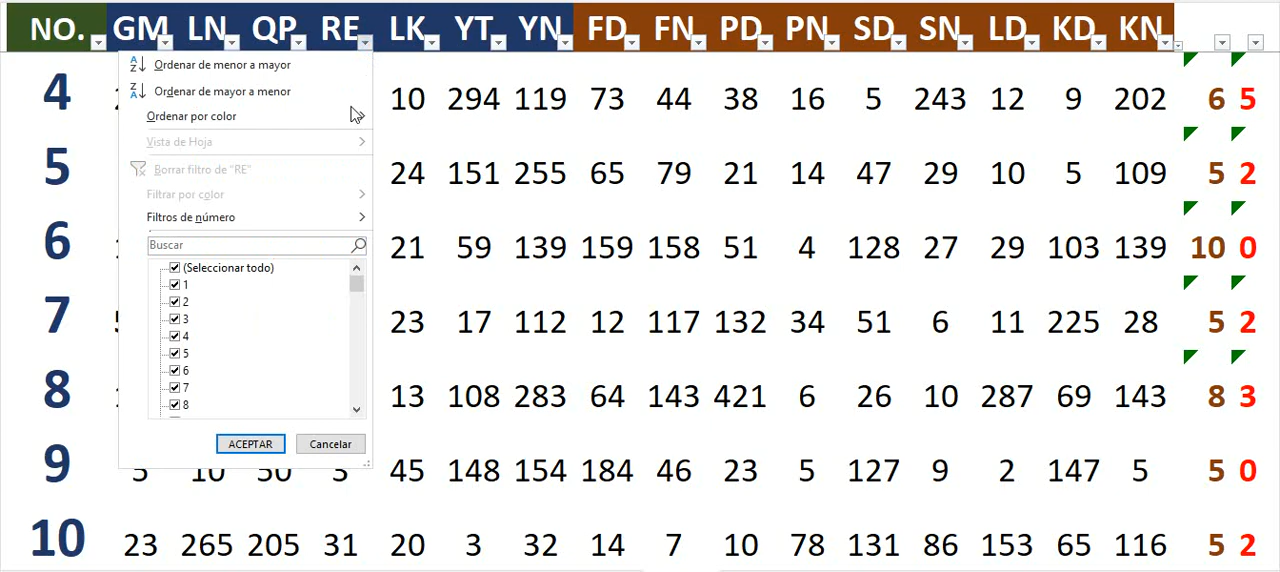 NO. GM LN QP RE LK YT YN FD FN PD PN SD SN LD KD KN
Ordenar de menor a mayor
Ordenar de mayor a menor
Ordenar por color
Vista de Hoja
Borrar filtro de "RE"
Filtrar por color
Filtros de número
Buscar
(Seleccionar todo)
1
2
3
4
5
6
7
8
ACEPTAR Cancelar
4 10 294 119 73 44 38 16 5 243 12 9 202 6 5
5 24 151 255 65 79 21 14 47 29 10 5 109 5 2
6 21 59 139 159 158 51 4 128 27 29 103 139 10 0
7 23 17 112 12 117 132 34 51 6 11 225 28 5 2
8 13 108 283 64 143 421 6 26 10 287 69 143 8 3
9 5 10 50 3 45 148 154 184 46 23 5 127 9 2 147 5 5 0
10 23 265 205 31 20 3 32 14 7 10 78 131 86 153 65 116 5 2